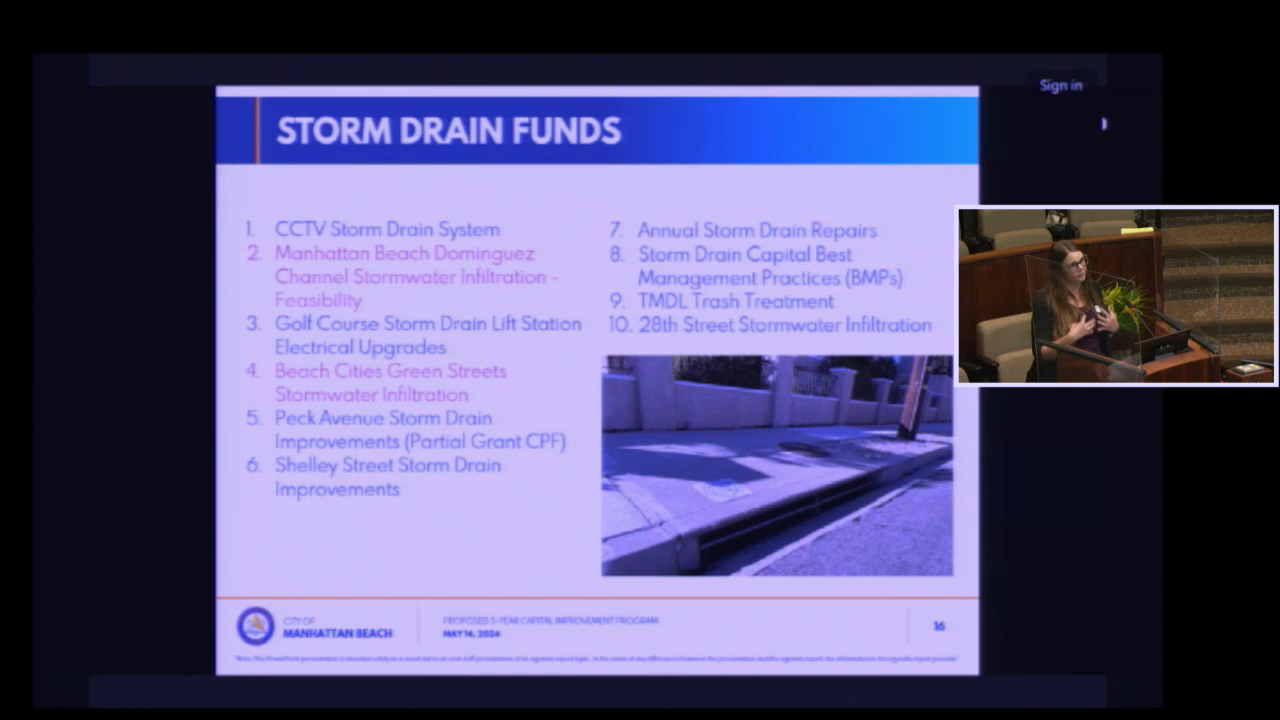 Sign in
STORM DRAIN FUNDS
1. CCTV Storm Drain System
2. Manhattan Beach Dominguez
Channel Stormwater Infiltration -
Feasibility
3. Golf Course Storm Drain Lift Station
Electrical Upgrades
4. Beach Cities Green Streets
Stormwater Infiltration
5. Peck Avenue Storm Drain
Improvements (Partial Grant CPF)
6. Shelley Street Storm Drain
Improvements
7. Annual Storm Drain Repairs
8. Storm Drain Capital Best
Management Practices (BMPs)
9. TMDL Trash Treatment
10. 28th Street Stormwater Infiltration
CITY OF
MANHATTAN BEACH
PROPOSED 5-YEAR CAPITAL IMPROVEMENT PROGRAM
MAY 14, 2024
16